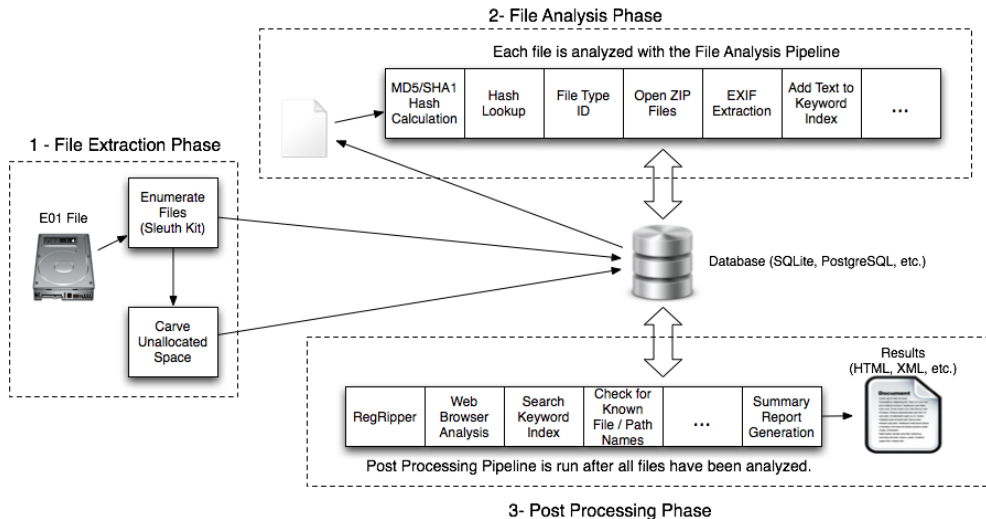 2- File Analysis Phase
Each file is analyzed with the File Analysis Pipeline
MD5/SHA1
Hash
Calculation
Hash
Lookup
File Type
ID
Open ZIP
Files
EXIF
Extraction
Add Text to
Keyword
Index
...
1 - File Extraction Phase
E01 File
Enumerate
Files
(Sleuth Kit)
Carve
Unallocated
Space
Database (SQLite, PostgreSQL, etc.)
Results
(HTML, XML, etc.)
Document
RegRipper
Web
Browser
Analysis
Search
Keyword
Index
Check for
Known
File / Path
Names
...
Summary
Report
Generation
Post Processing Pipeline is run after all files have been analyzed.
3- Post Processing Phase